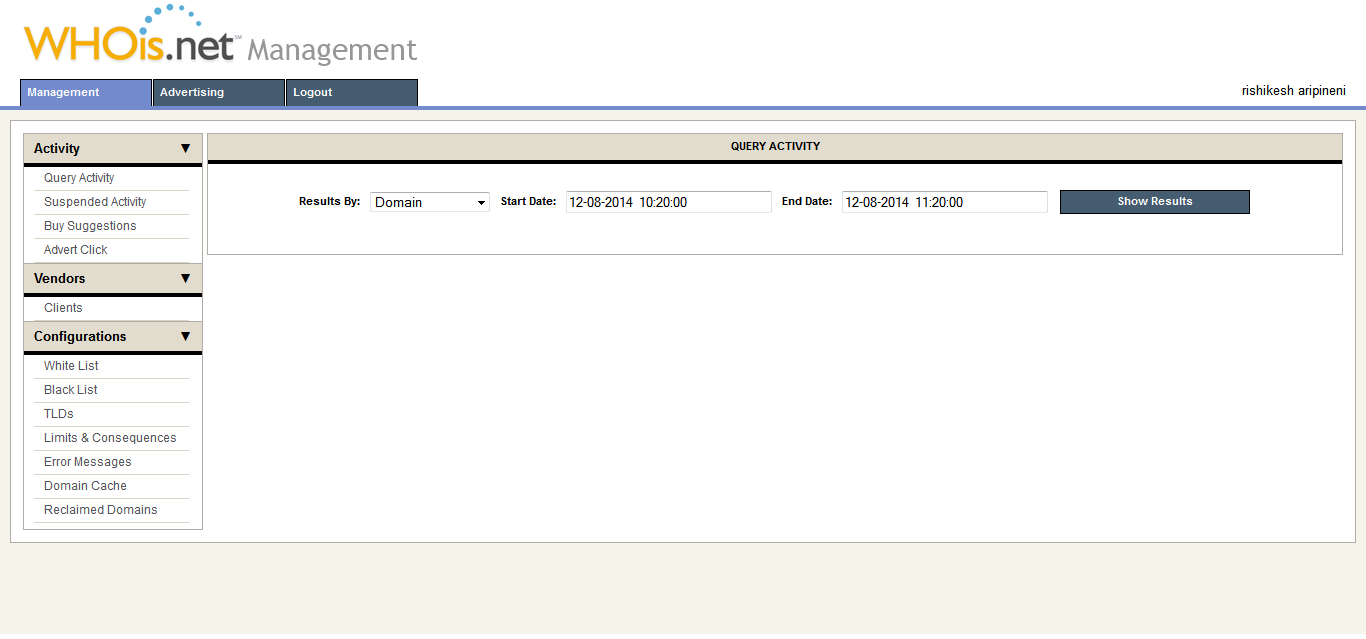 WHOis.net℠ Management
Management Advertising Logout
rishikesh aripineni
Activity ▼
Query Activity
Suspended Activity
Buy Suggestions
Advert Click
Vendors ▼
Clients
Configurations ▼
White List
Black List
TLDs
Limits & Consequences
Error Messages
Domain Cache
Reclaimed Domains
QUERY ACTIVITY
Results By: Domain Start Date: 12-08-2014 10:20:00 End Date: 12-08-2014 11:20:00 Show Results